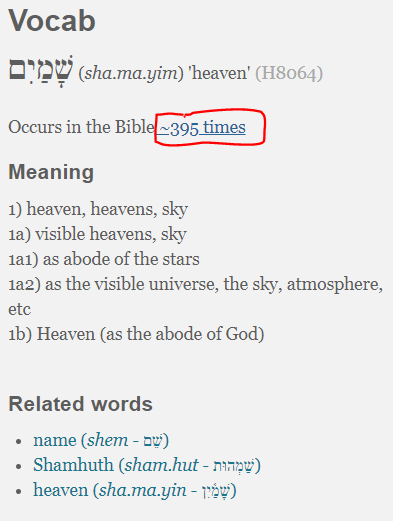 Vocab
שָׁמַיִם (sha.ma.yim) 'heaven' (H8064)
Occurs in the Bible ~395 times
Meaning
1) heaven, heavens, sky
1a) visible heavens, sky
1a1) as abode of the stars
1a2) as the visible universe, the sky, atmosphere,
etc
1b) Heaven (as the abode of God)
Related words
name (shem - שֵׁם)
Shamhuth (sham.hut - שַׁמְהוּת)
heaven (sha.ma.yin - שָׁמַ֫יִן)